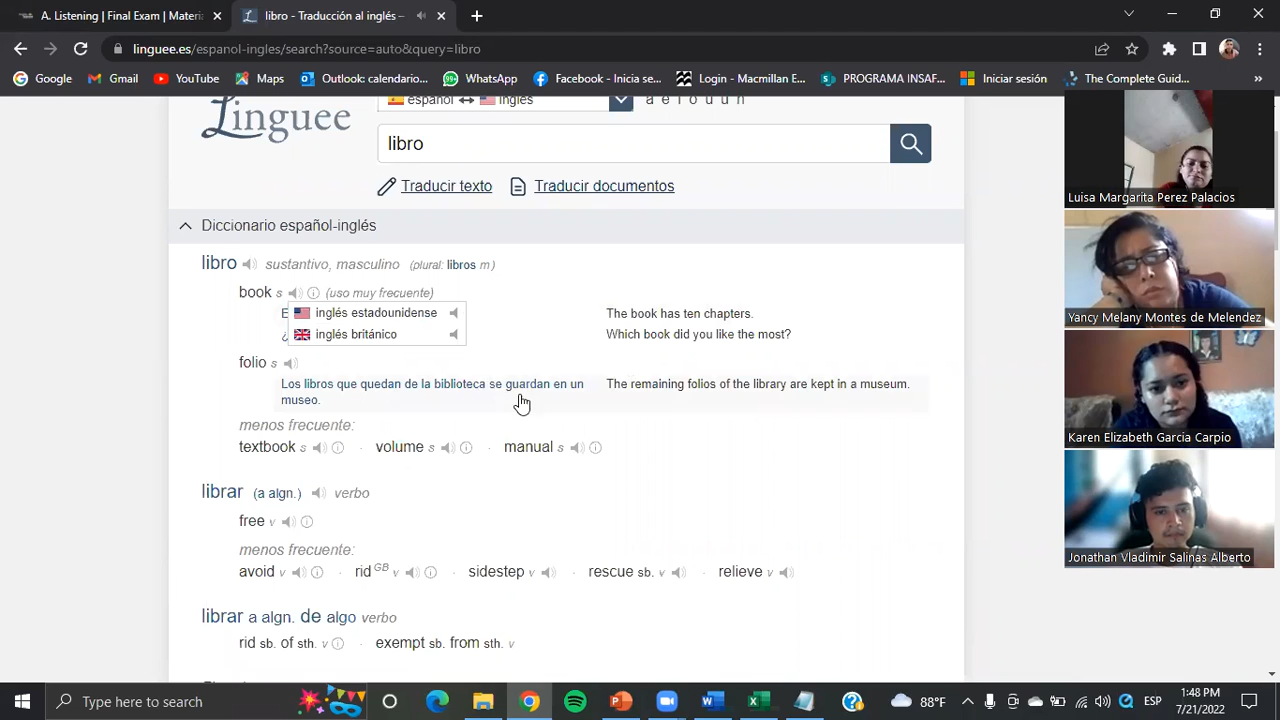 A. Listening | Final Exam | Materia
libro - Traducción al inglés –
linguee.es/espanol-ingles/search?source=auto&query=libro
Google
Gmail
YouTube
Maps
Outlook: calendario...
99+
WhatsApp
Facebook - Inicia se...
Login - Macmillan E...
PROGRAMA INSAF...
Iniciar sesión
The Complete Guid...
»
Linguee
español ↔ inglés
libro
Traducir texto
Traducir documentos
Diccionario español-inglés
libro sustantivo, masculino (plural: libros m)
book s (uso muy frecuente)
inglés estadounidense
The book has ten chapters.
¿
inglés británico
Which book did you like the most?
folio s
Los libros que quedan de la biblioteca se guardan en un
museo.
The remaining folios of the library are kept in a museum.
menos frecuente:
textbook s · volume s · manual s
librar (a algn.) verbo
free v
menos frecuente:
avoid v · rid GB v · sidestep v · rescue sb. v · relieve v
librar a algn. de algo verbo
rid sb. of sth. v · exempt sb. from sth. v
Luisa Margarita Perez Palacios
Yancy Melany Montes de Melendez
Karen Elizabeth Garcia Carpio
Jonathan Vladimir Salinas Alberto
Type here to search
88°F
ESP
1:48 PM
7/21/2022